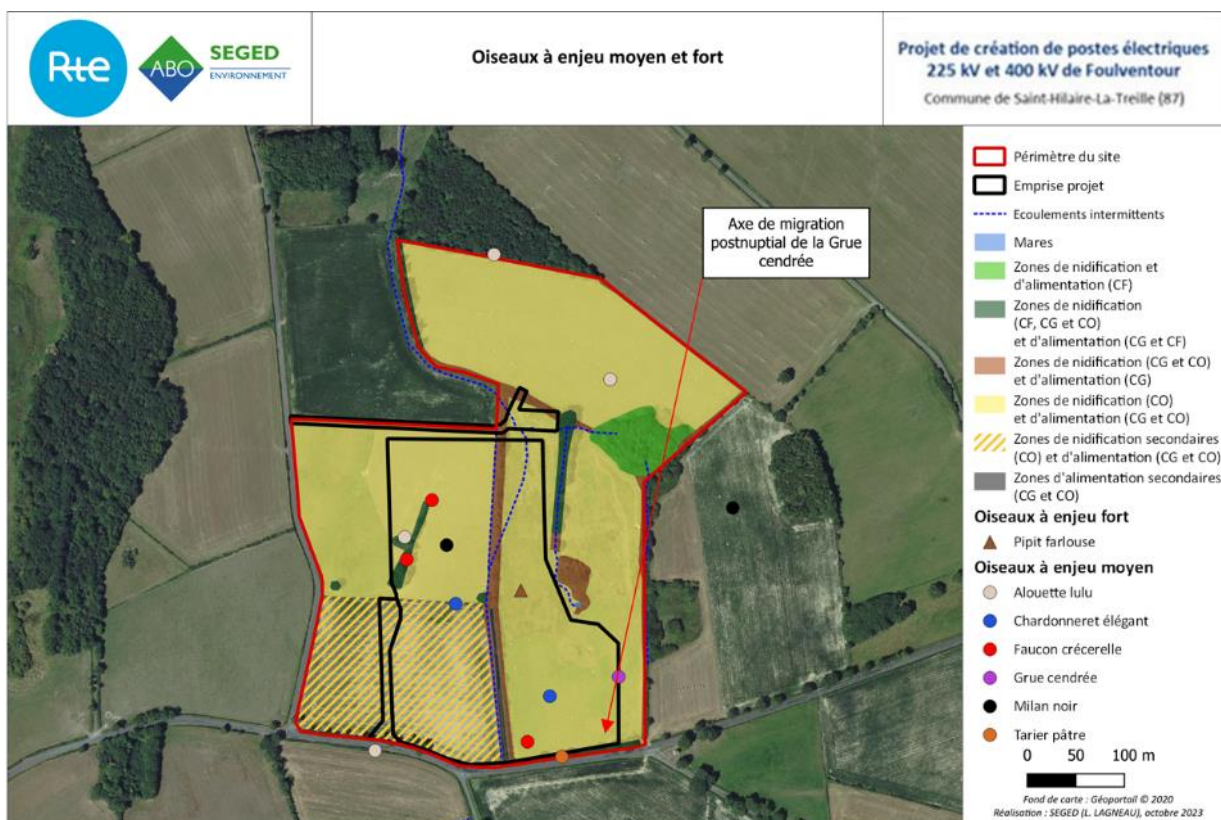 Rte
ABO
SEGED
ENVIRONNEMENT
Oiseaux à enjeu moyen et fort
Projet de création de postes électriques
225 kV et 400 kV de Foulventour
Commune de Saint-Hilaire-La-Treille (87)
Axe de migration
postnuptial de la Grue
cendrée
Périmètre du site
Emprise projet
Ecoulements intermittents
Mares
Zones de nidification et
d'alimentation (CF)
Zones de nidification
(CF, CG et CO)
et d'alimentation (CG et CF)
Zones de nidification (CG et CO)
et d'alimentation (CG)
Zones de nidification (CO)
et d'alimentation (CG et CO)
Zones de nidification secondaires
(CO) et d'alimentation (CG et CO)
Zones d'alimentation secondaires
(CG et CO)
Oiseaux à enjeu fort
Pipit farlouse
Oiseaux à enjeu moyen
Alouette lulu
Chardonneret élégant
Faucon crécerelle
Grue cendrée
Milan noir
Tarier pâtre
0 50 100 m
Fond de carte : Géoportail © 2020
Réalisation : SEGED (L. LAGNEAU), octobre 2023